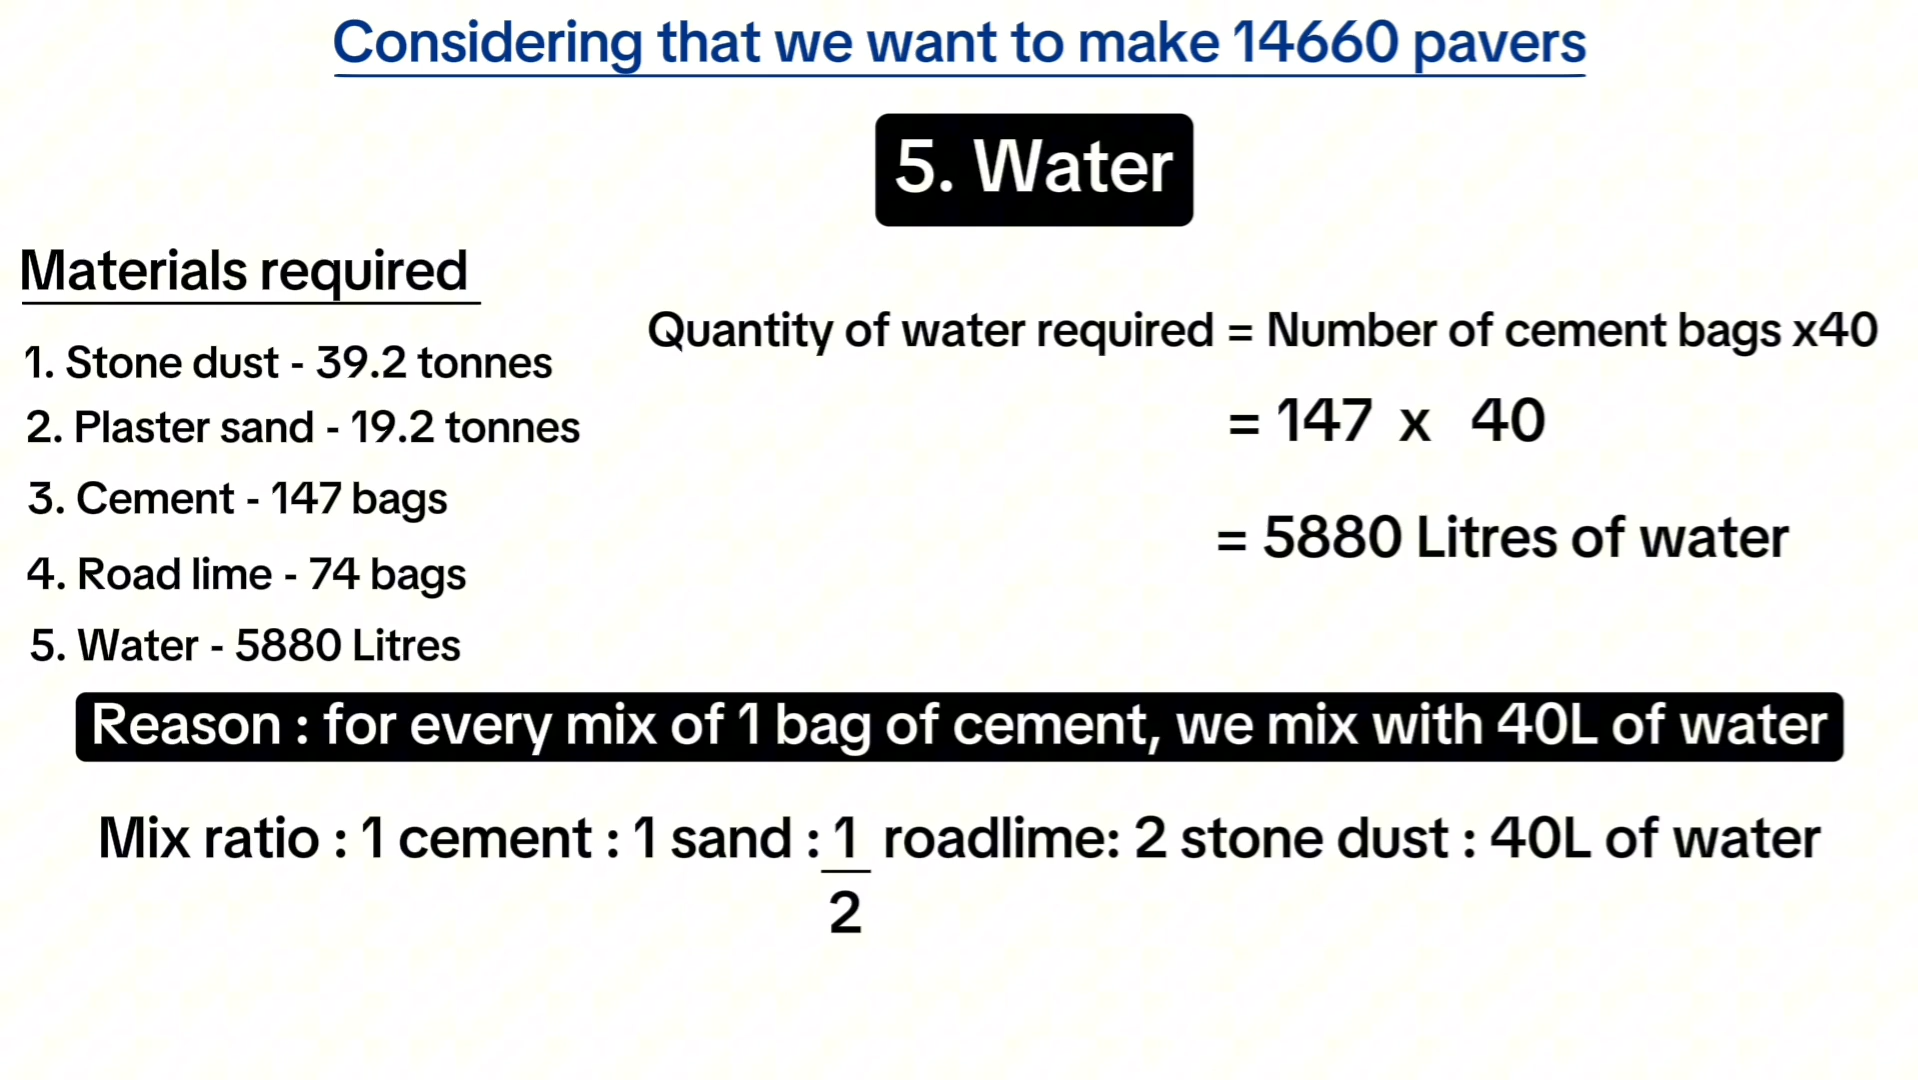 Considering that we want to make 14660 pavers
5. Water
Materials required
1. Stone dust - 39.2 tonnes
2. Plaster sand - 19.2 tonnes
3. Cement - 147 bags
4. Road lime - 74 bags
5. Water - 5880 Litres
Quantity of water required = Number of cement bags x40
= 147 x 40
= 5880 Litres of water
Reason : for every mix of 1 bag of cement, we mix with 40L of water
Mix ratio : 1 cement : 1 sand : 1/2 roadlime: 2 stone dust : 40L of water